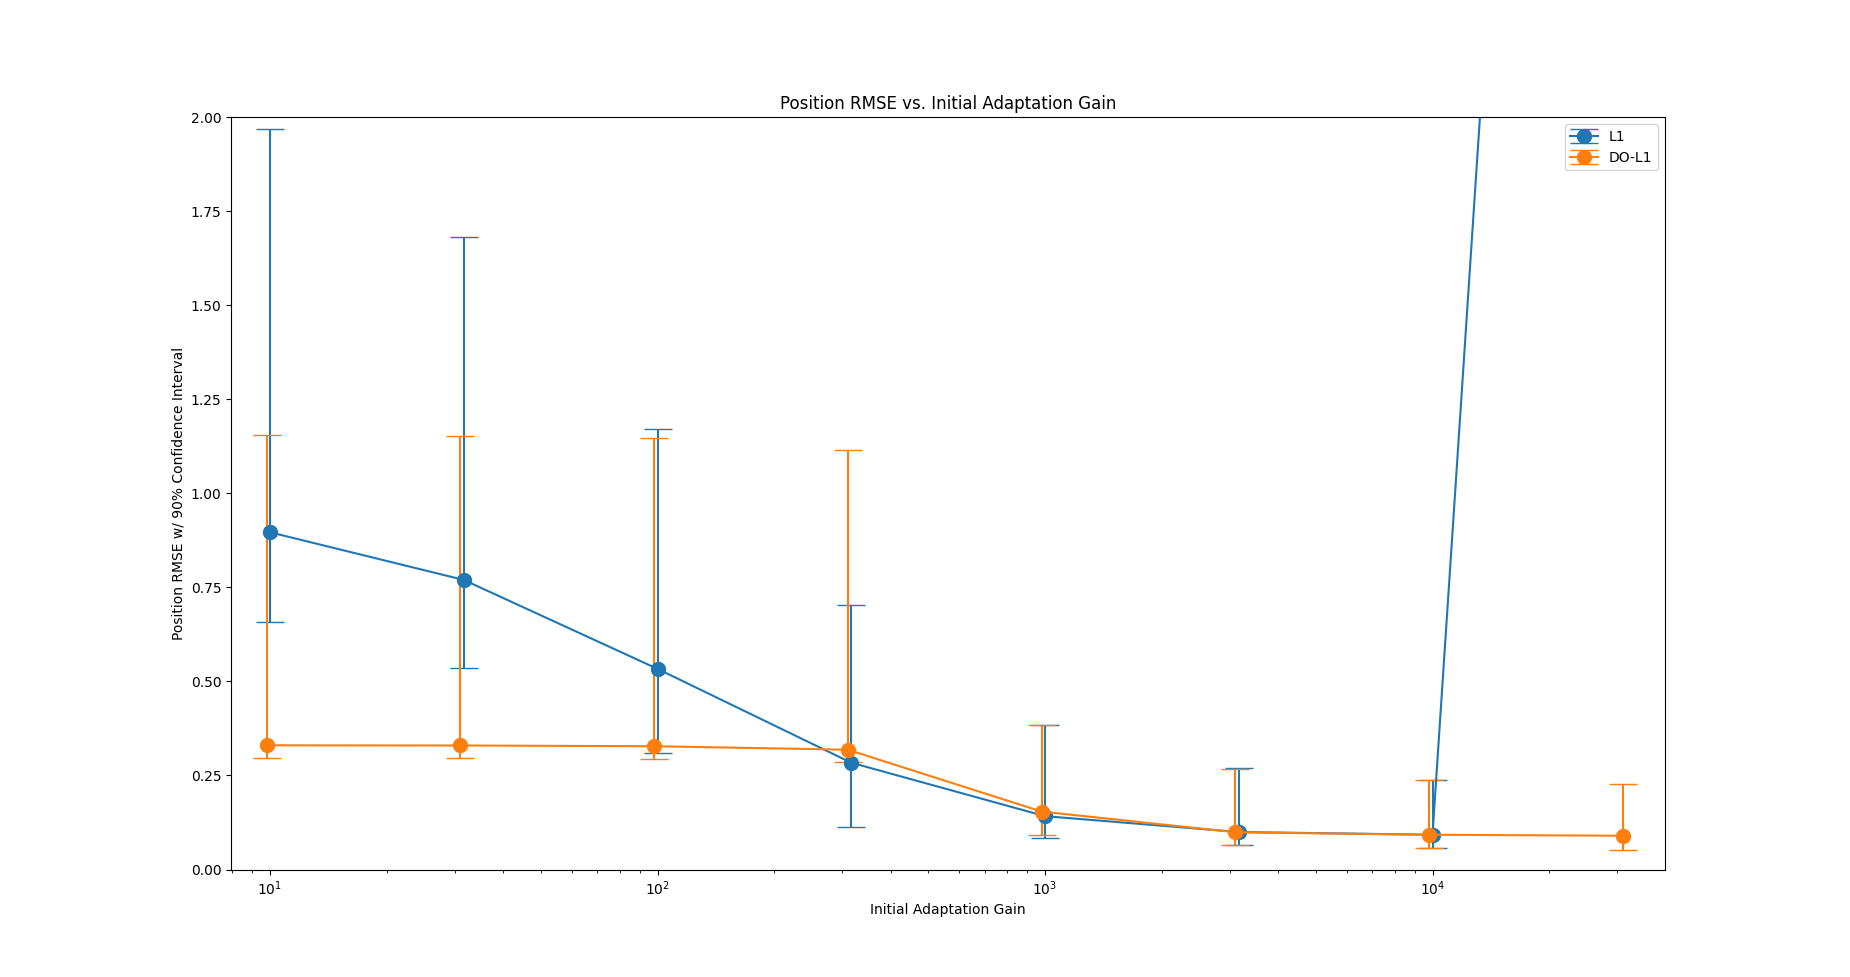 Position RMSE vs. Initial Adaptation Gain
L1
DO-L1
2.00
1.75
1.50
1.25
1.00
0.75
0.50
0.25
0.00
Position RMSE w/ 90% Confidence Interval
10¹
10²
10³
10⁴
Initial Adaptation Gain